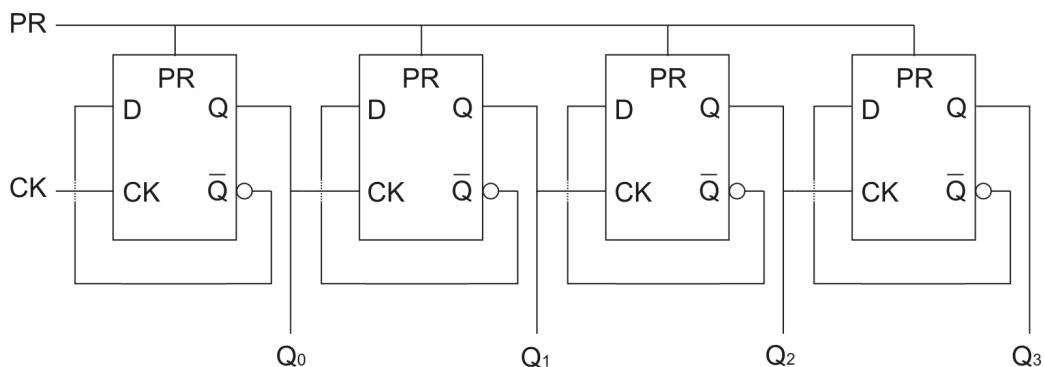 PR
PR PR PR PR
D Q D Q D Q D Q
CK CK Q̅ CK Q̅ CK Q̅ CK Q̅
Q₀ Q₁ Q₂ Q₃